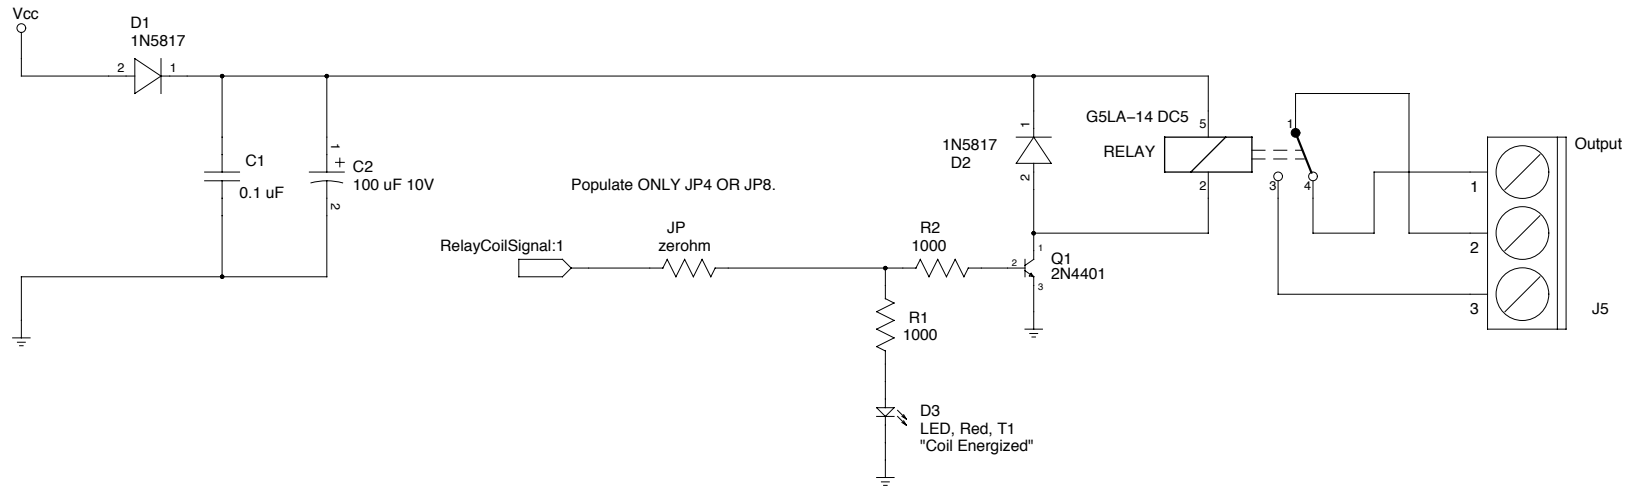 Vcc
D1
1N5817
2
1
C1
0.1 uF
1
+
C2
100 uF 10V
2
Populate ONLY JP4 OR JP8.
RelayCoilSignal:1
JP
zerohm
R2
1000
R1
1000
D3
LED, Red, T1
"Coil Energized"
1
1N5817
D2
2
1
2
Q1
2N4401
3
G5LA-14 DC5
5
RELAY
2
1
3
4
Output
1
2
3
J5